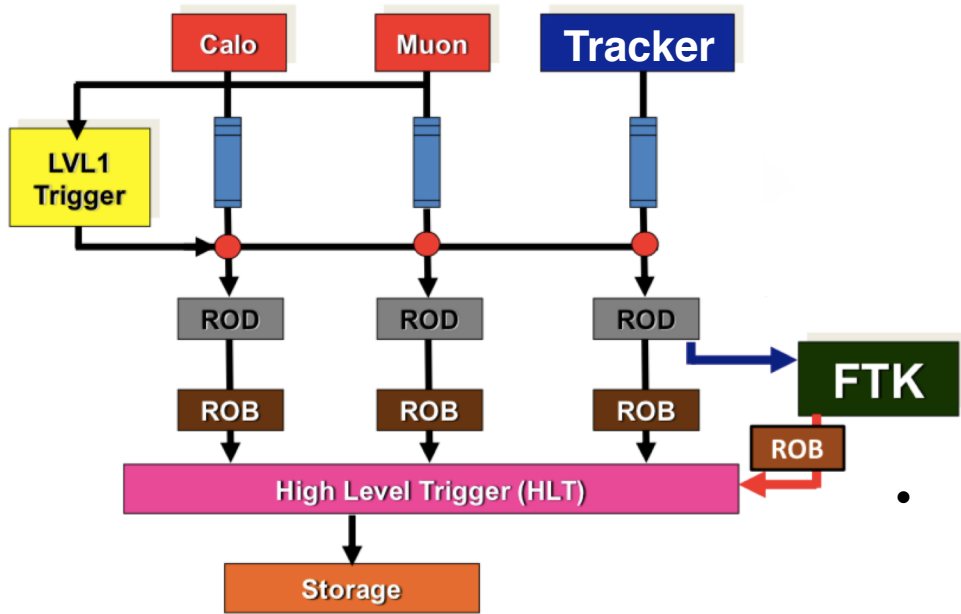 Calo
Muon
Tracker
LVL1
Trigger
ROD
ROD
ROD
FTK
ROB
ROB
ROB
ROB
High Level Trigger (HLT)
•
Storage